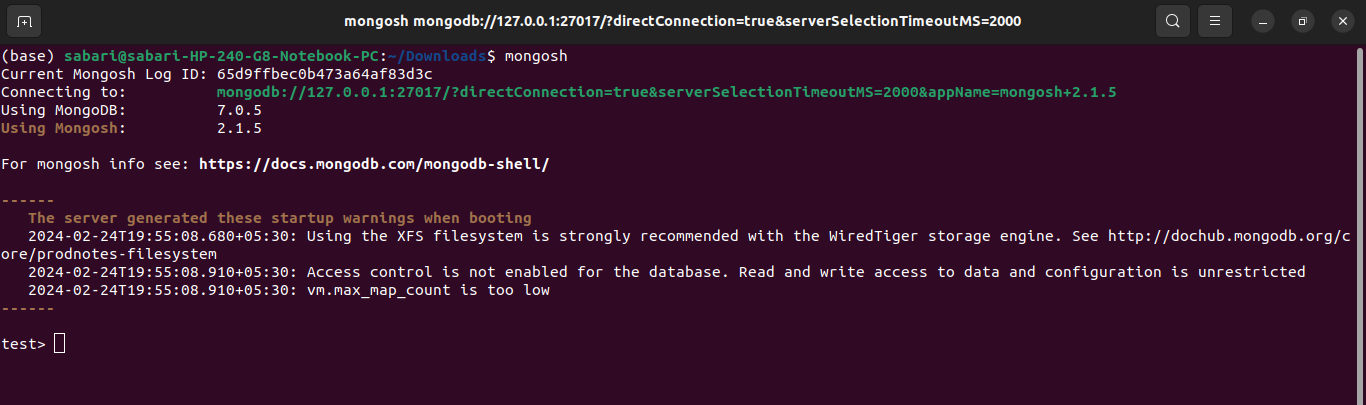 mongosh mongodb://127.0.0.1:27017/?directConnection=true&serverSelectionTimeoutMS=2000
(base) sabari@sabari-HP-240-G8-Notebook-PC:~/Downloads$ mongosh
Current Mongosh Log ID: 65d9ffbec0b473a64af83d3c
Connecting to: mongodb://127.0.0.1:27017/?directConnection=true&serverSelectionTimeoutMS=2000&appName=mongosh+2.1.5
Using MongoDB: 7.0.5
Using Mongosh: 2.1.5
For mongosh info see: https://docs.mongodb.com/mongodb-shell/
------
The server generated these startup warnings when booting
2024-02-24T19:55:08.680+05:30: Using the XFS filesystem is strongly recommended with the WiredTiger storage engine. See http://dochub.mongodb.org/c
ore/prodnotes-filesystem
2024-02-24T19:55:08.910+05:30: Access control is not enabled for the database. Read and write access to data and configuration is unrestricted
2024-02-24T19:55:08.910+05:30: vm.max_map_count is too low
------
test>